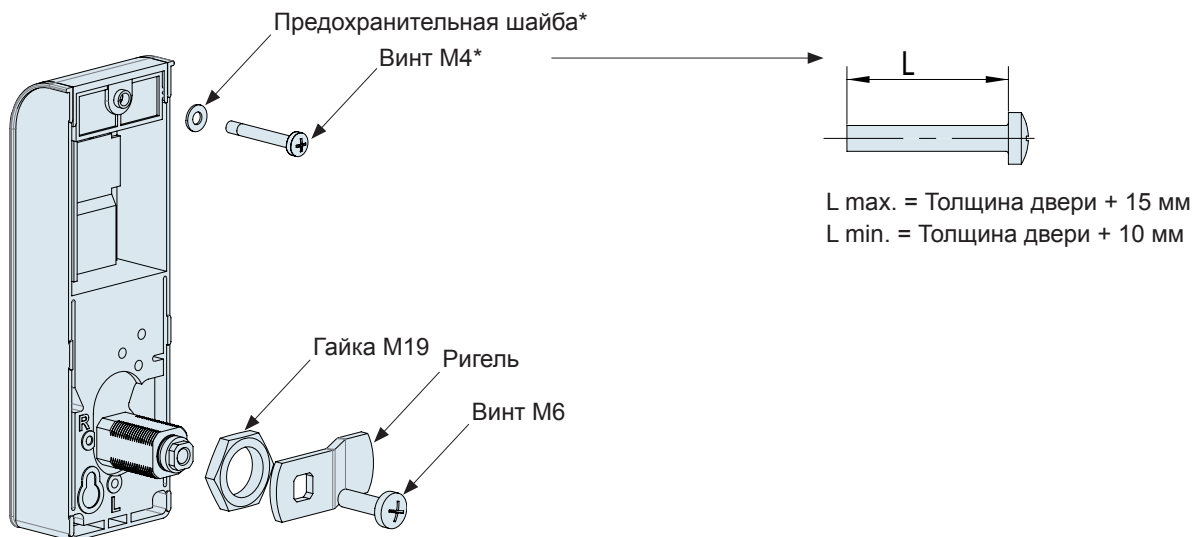 Предохранительная шайба*
Винт M4*
L
L max. = Толщина двери + 15 мм
L min. = Толщина двери + 10 мм
Гайка M19
Ригель
Винт M6
R
L